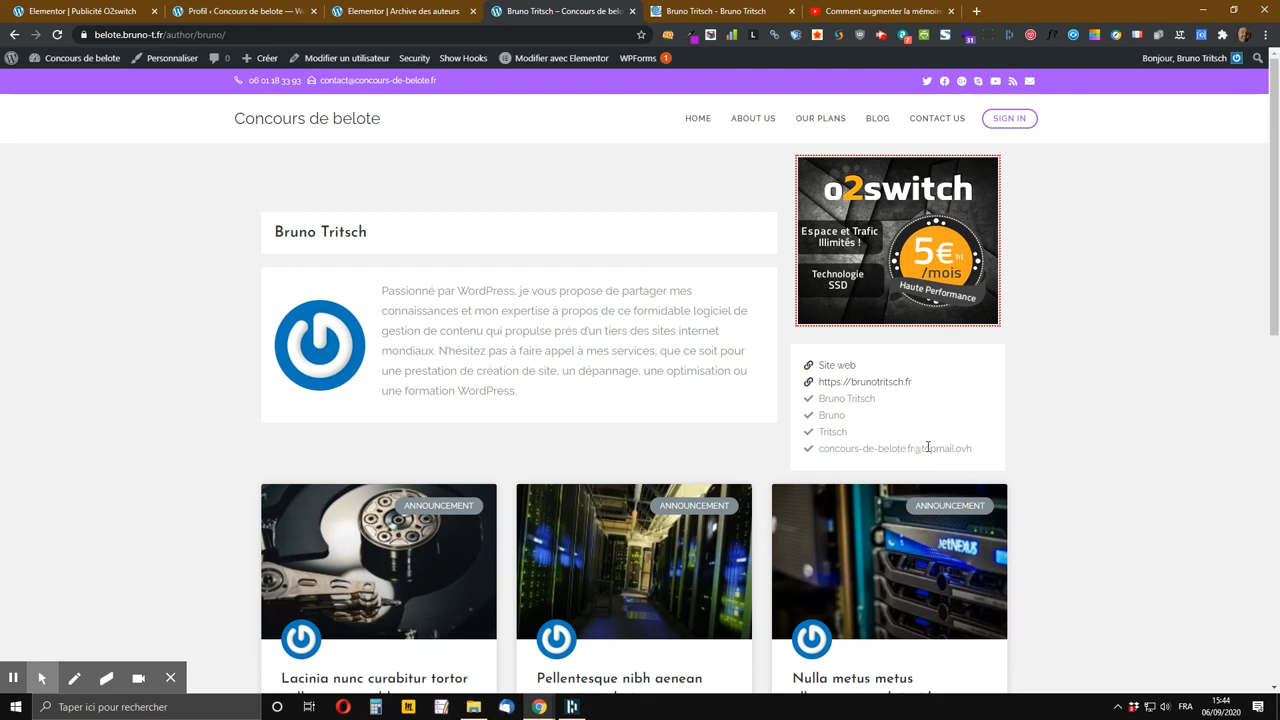 Elementor | Publicité O2switch
Profil ‹ Concours de belote — W
Elementor | Archive des auteurs
Bruno Tritsch – Concours de belo
Bruno Tritsch - Bruno Tritsch
Comment augmenter la mémoir
belote.bruno-t.fr/author/bruno/
Concours de belote
Personnaliser
0
Créer
Modifier un utilisateur
Security
Show Hooks
Modifier avec Elementor
WPForms 1
Bonjour, Bruno Tritsch
06 01 18 33 93
contact@concours-de-belote.fr
Concours de belote
HOME
ABOUT US
OUR PLANS
BLOG
CONTACT US
SIGN IN
Bruno Tritsch
Passionné par WordPress, je vous propose de partager mes
connaissances et mon expertise à propos de ce formidable logiciel de
gestion de contenu qui propulse près d'un tiers des sites internet
mondiaux. N'hésitez pas à faire appel à mes services, que ce soit pour
une prestation de création de site, un dépannage, une optimisation ou
une formation WordPress.
o2switch
Espace et Trafic
Illimités !
Technologie
SSD
5€ ht
/mois
Haute Performance
Site web
https://brunotritsch.fr
Bruno Tritsch
Bruno
Tritsch
concours-de-belote.fr@topmail.ovh
ANNOUNCEMENT
ANNOUNCEMENT
ANNOUNCEMENT
JETNEXUS
Lacinia nunc curabitur tortor
Pellentesque nibh aenean
Nulla metus metus
Taper ici pour rechercher
FRA
15:44
06/09/2020